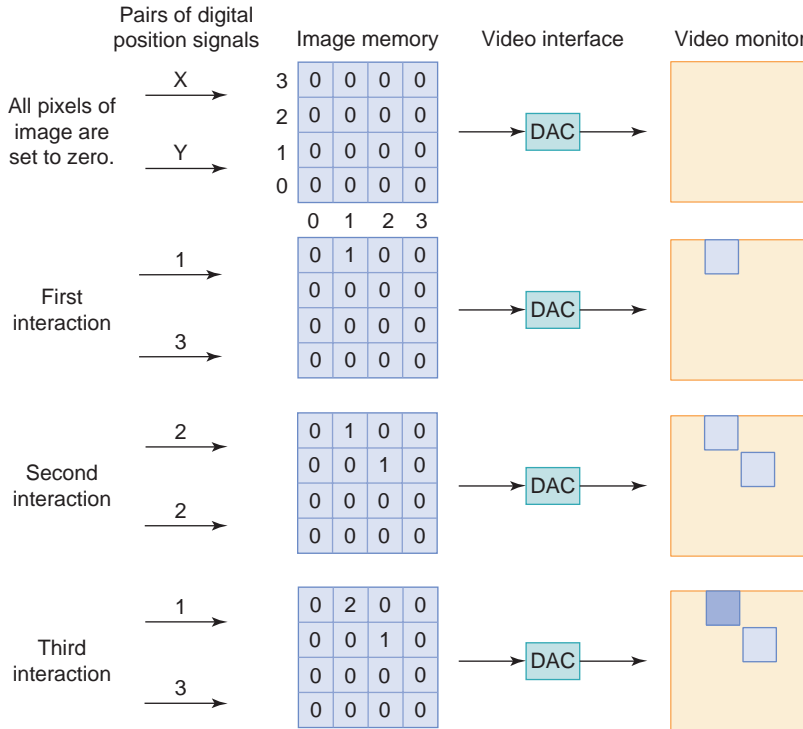 Pairs of digital
position signals
Image memory
Video interface
Video monitor
All pixels of
image are
set to zero.
X
Y
3 0 0 0 0
2 0 0 0 0
1 0 0 0 0
0 0 0 0 0
0 1 2 3
DAC
First
interaction
1
3
0 1 0 0
0 0 0 0
0 0 0 0
0 0 0 0
DAC
Second
interaction
2
2
0 1 0 0
0 0 1 0
0 0 0 0
0 0 0 0
DAC
Third
interaction
1
3
0 2 0 0
0 0 1 0
0 0 0 0
0 0 0 0
DAC